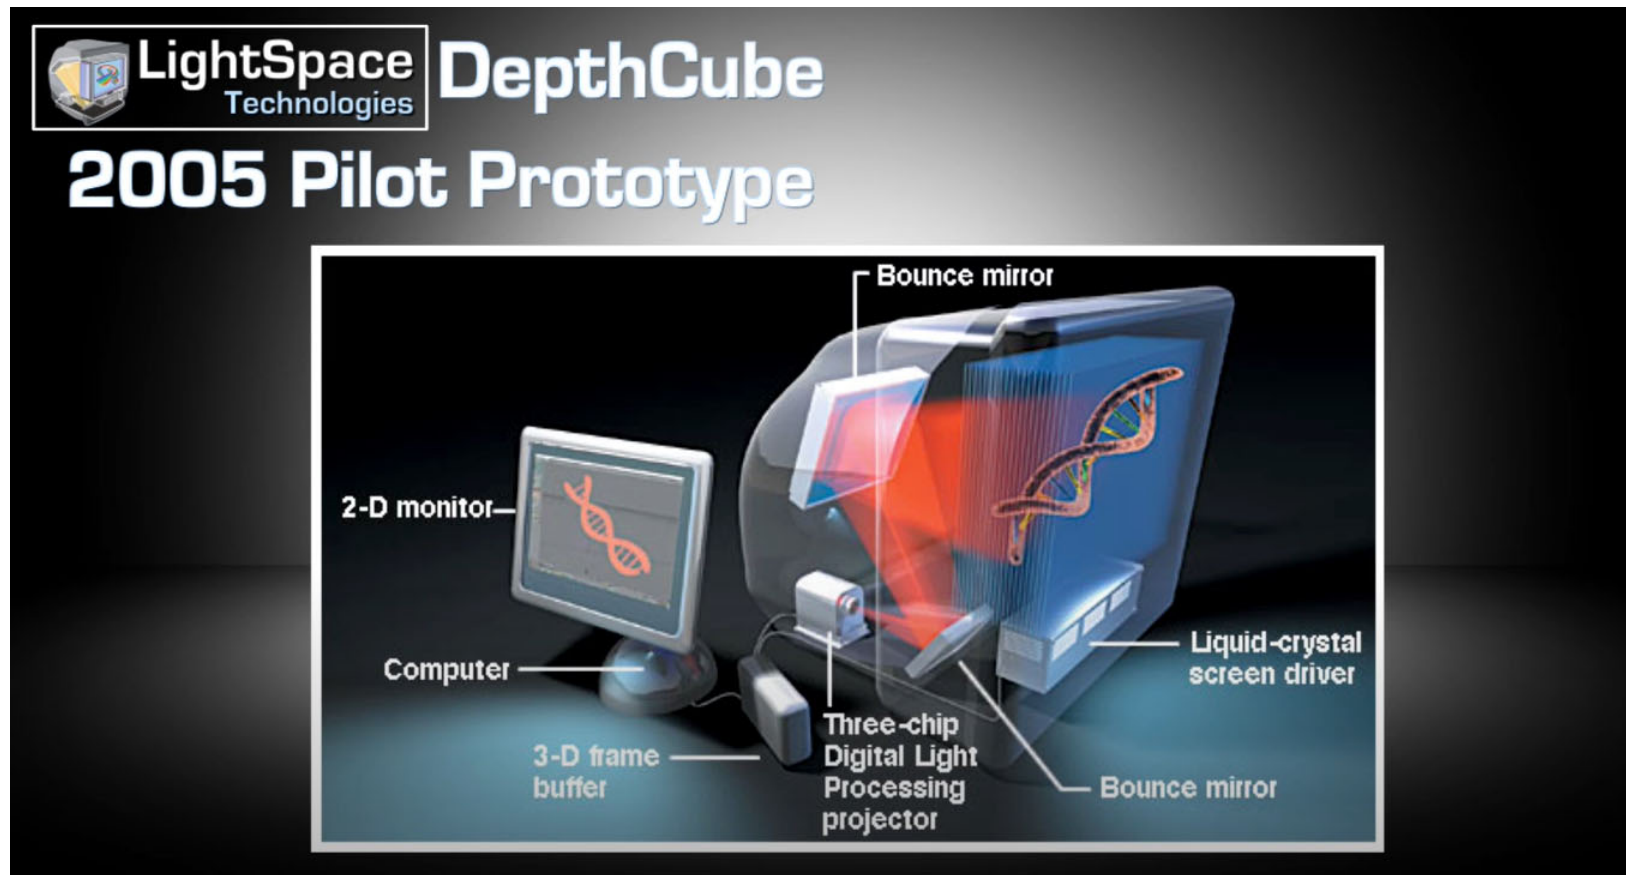 LightSpace
Technologies
DepthCube
2005 Pilot Prototype
Bounce mirror
2-D monitor
Computer
3-D frame
buffer
Three-chip
Digital Light
Processing
projector
Liquid-crystal
screen driver
Bounce mirror